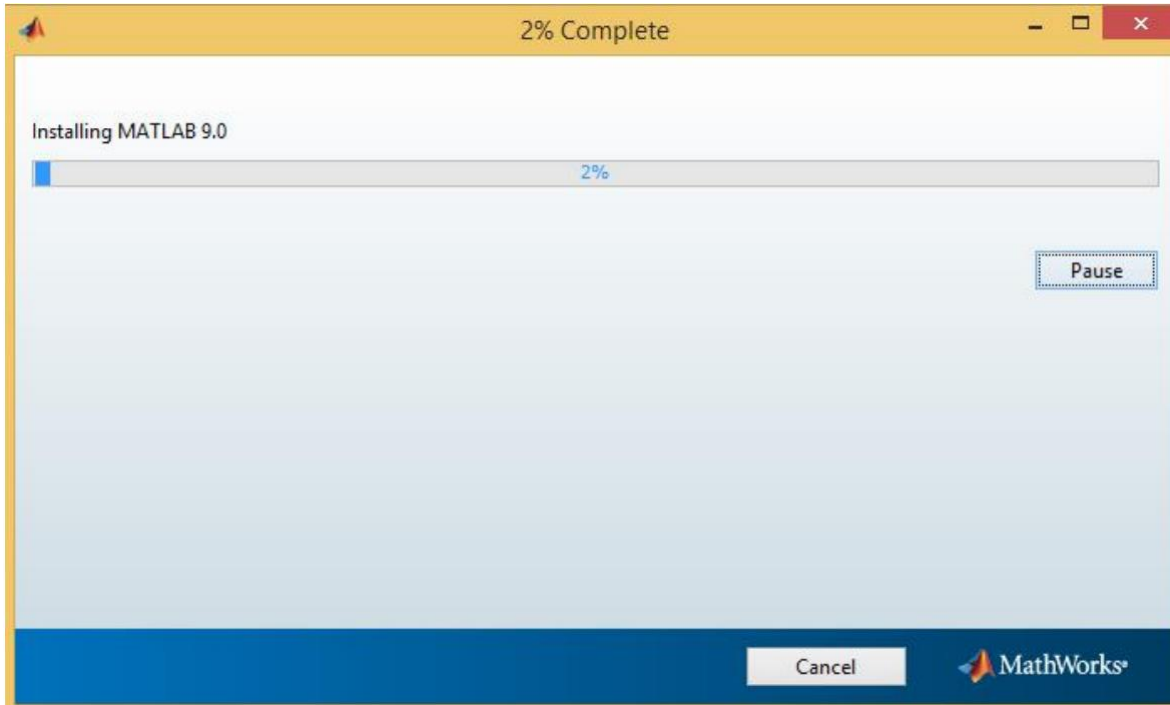 2% Complete
Installing MATLAB 9.0
2%
Pause
Cancel
MathWorks®